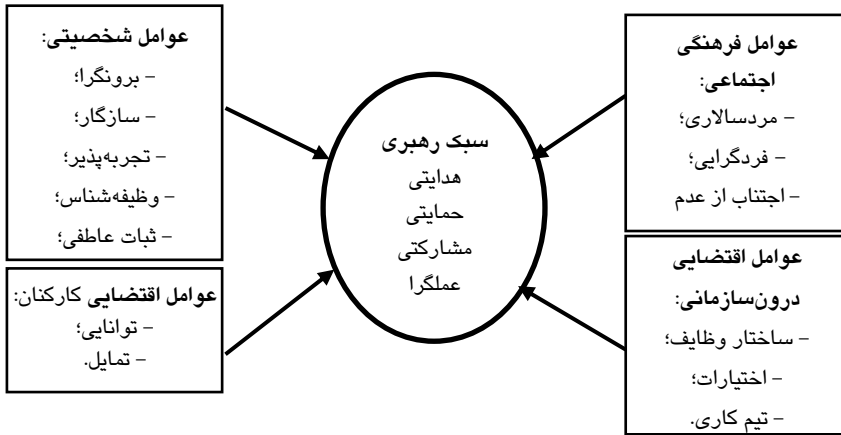 عوامل فرهنگی
اجتماعی:
– مردسالاری؛
– فردگرایی؛
– اجتناب از عدم
عوامل اقتضایی
درون‌سازمانی:
– ساختار وظایف؛
– اختیارات؛
– تیم کاری.
سبک رهبری
هدایتی
حمایتی
مشارکتی
عملگرا
عوامل شخصیتی:
– برونگرا؛
– سازگار؛
– تجربه‌پذیر؛
– وظیفه‌شناس؛
– ثبات عاطفی؛
عوامل اقتضایی کارکنان:
– توانایی؛
– تمایل.